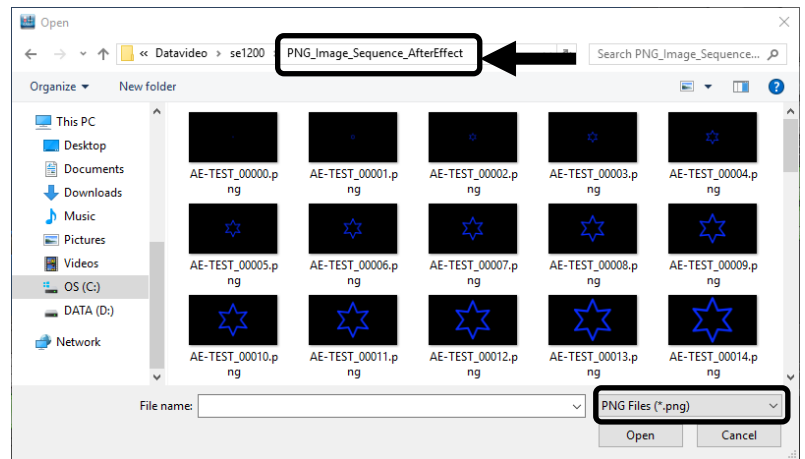 Open
« Datavideo › se1200 › PNG_Image_Sequence_AfterEffect
Search PNG_Image_Sequence...
Organize
New folder
This PC
Desktop
Documents
Downloads
Music
Pictures
Videos
OS (C:)
DATA (D:)
Network
AE-TEST_00000.p
ng
AE-TEST_00001.p
ng
AE-TEST_00002.p
ng
AE-TEST_00003.p
ng
AE-TEST_00004.p
ng
AE-TEST_00005.p
ng
AE-TEST_00006.p
ng
AE-TEST_00007.p
ng
AE-TEST_00008.p
ng
AE-TEST_00009.p
ng
AE-TEST_00010.p
ng
AE-TEST_00011.p
ng
AE-TEST_00012.p
ng
AE-TEST_00013.p
ng
AE-TEST_00014.p
ng
File name:
PNG Files (*.png)
Open
Cancel